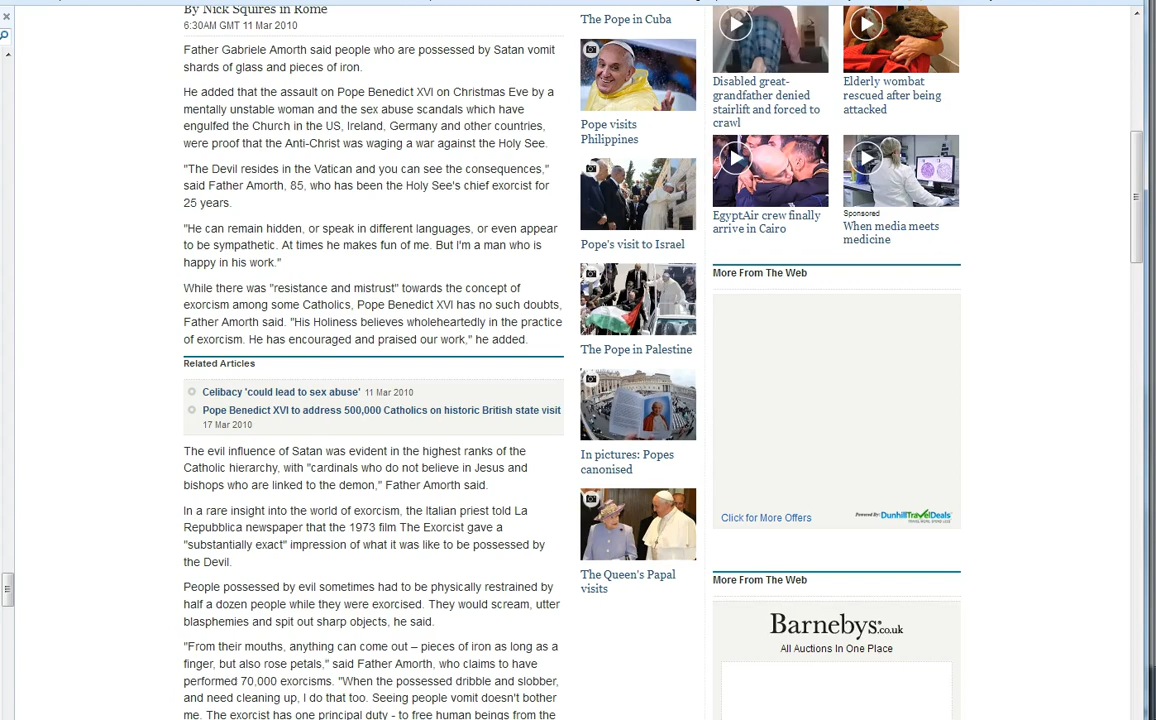 By Nick Squires in Rome
6:30AM GMT 11 Mar 2010
Father Gabriele Amorth said people who are possessed by Satan vomit
shards of glass and pieces of iron.
He added that the assault on Pope Benedict XVI on Christmas Eve by a
mentally unstable woman and the sex abuse scandals which have
engulfed the Church in the US, Ireland, Germany and other countries,
were proof that the Anti-Christ was waging a war against the Holy See.
"The Devil resides in the Vatican and you can see the consequences,"
said Father Amorth, 85, who has been the Holy See's chief exorcist for
25 years.
"He can remain hidden, or speak in different languages, or even appear
to be sympathetic. At times he makes fun of me. But I'm a man who is
happy in his work."
While there was "resistance and mistrust" towards the concept of
exorcism among some Catholics, Pope Benedict XVI has no such doubts,
Father Amorth said. "His Holiness believes wholeheartedly in the practice
of exorcism. He has encouraged and praised our work," he added.
Related Articles
Celibacy 'could lead to sex abuse' 11 Mar 2010
Pope Benedict XVI to address 500,000 Catholics on historic British state visit
17 Mar 2010
The evil influence of Satan was evident in the highest ranks of the
Catholic hierarchy, with "cardinals who do not believe in Jesus and
bishops who are linked to the demon," Father Amorth said.
In a rare insight into the world of exorcism, the Italian priest told La
Repubblica newspaper that the 1973 film The Exorcist gave a
"substantially exact" impression of what it was like to be possessed by
the Devil.
People possessed by evil sometimes had to be physically restrained by
half a dozen people while they were exorcised. They would scream, utter
blasphemies and spit out sharp objects, he said.
"From their mouths, anything can come out – pieces of iron as long as a
finger, but also rose petals," said Father Amorth, who claims to have
performed 70,000 exorcisms. "When the possessed dribble and slobber,
and need cleaning up, I do that too. Seeing people vomit doesn't bother
me. The exorcist has one principal duty - to free human beings from the
The Pope in Cuba
Pope visits
Philippines
Pope's visit to Israel
The Pope in Palestine
In pictures: Popes
canonised
The Queen's Papal
visits
Disabled great-
grandfather denied
stairlift and forced to
crawl
Elderly wombat
rescued after being
attacked
EgyptAir crew finally
arrive in Cairo
Sponsored
When media meets
medicine
More From The Web
Click for More Offers
Powered By: DunhillTravelDeals
More From The Web
Barnebys.co.uk
All Auctions In One Place